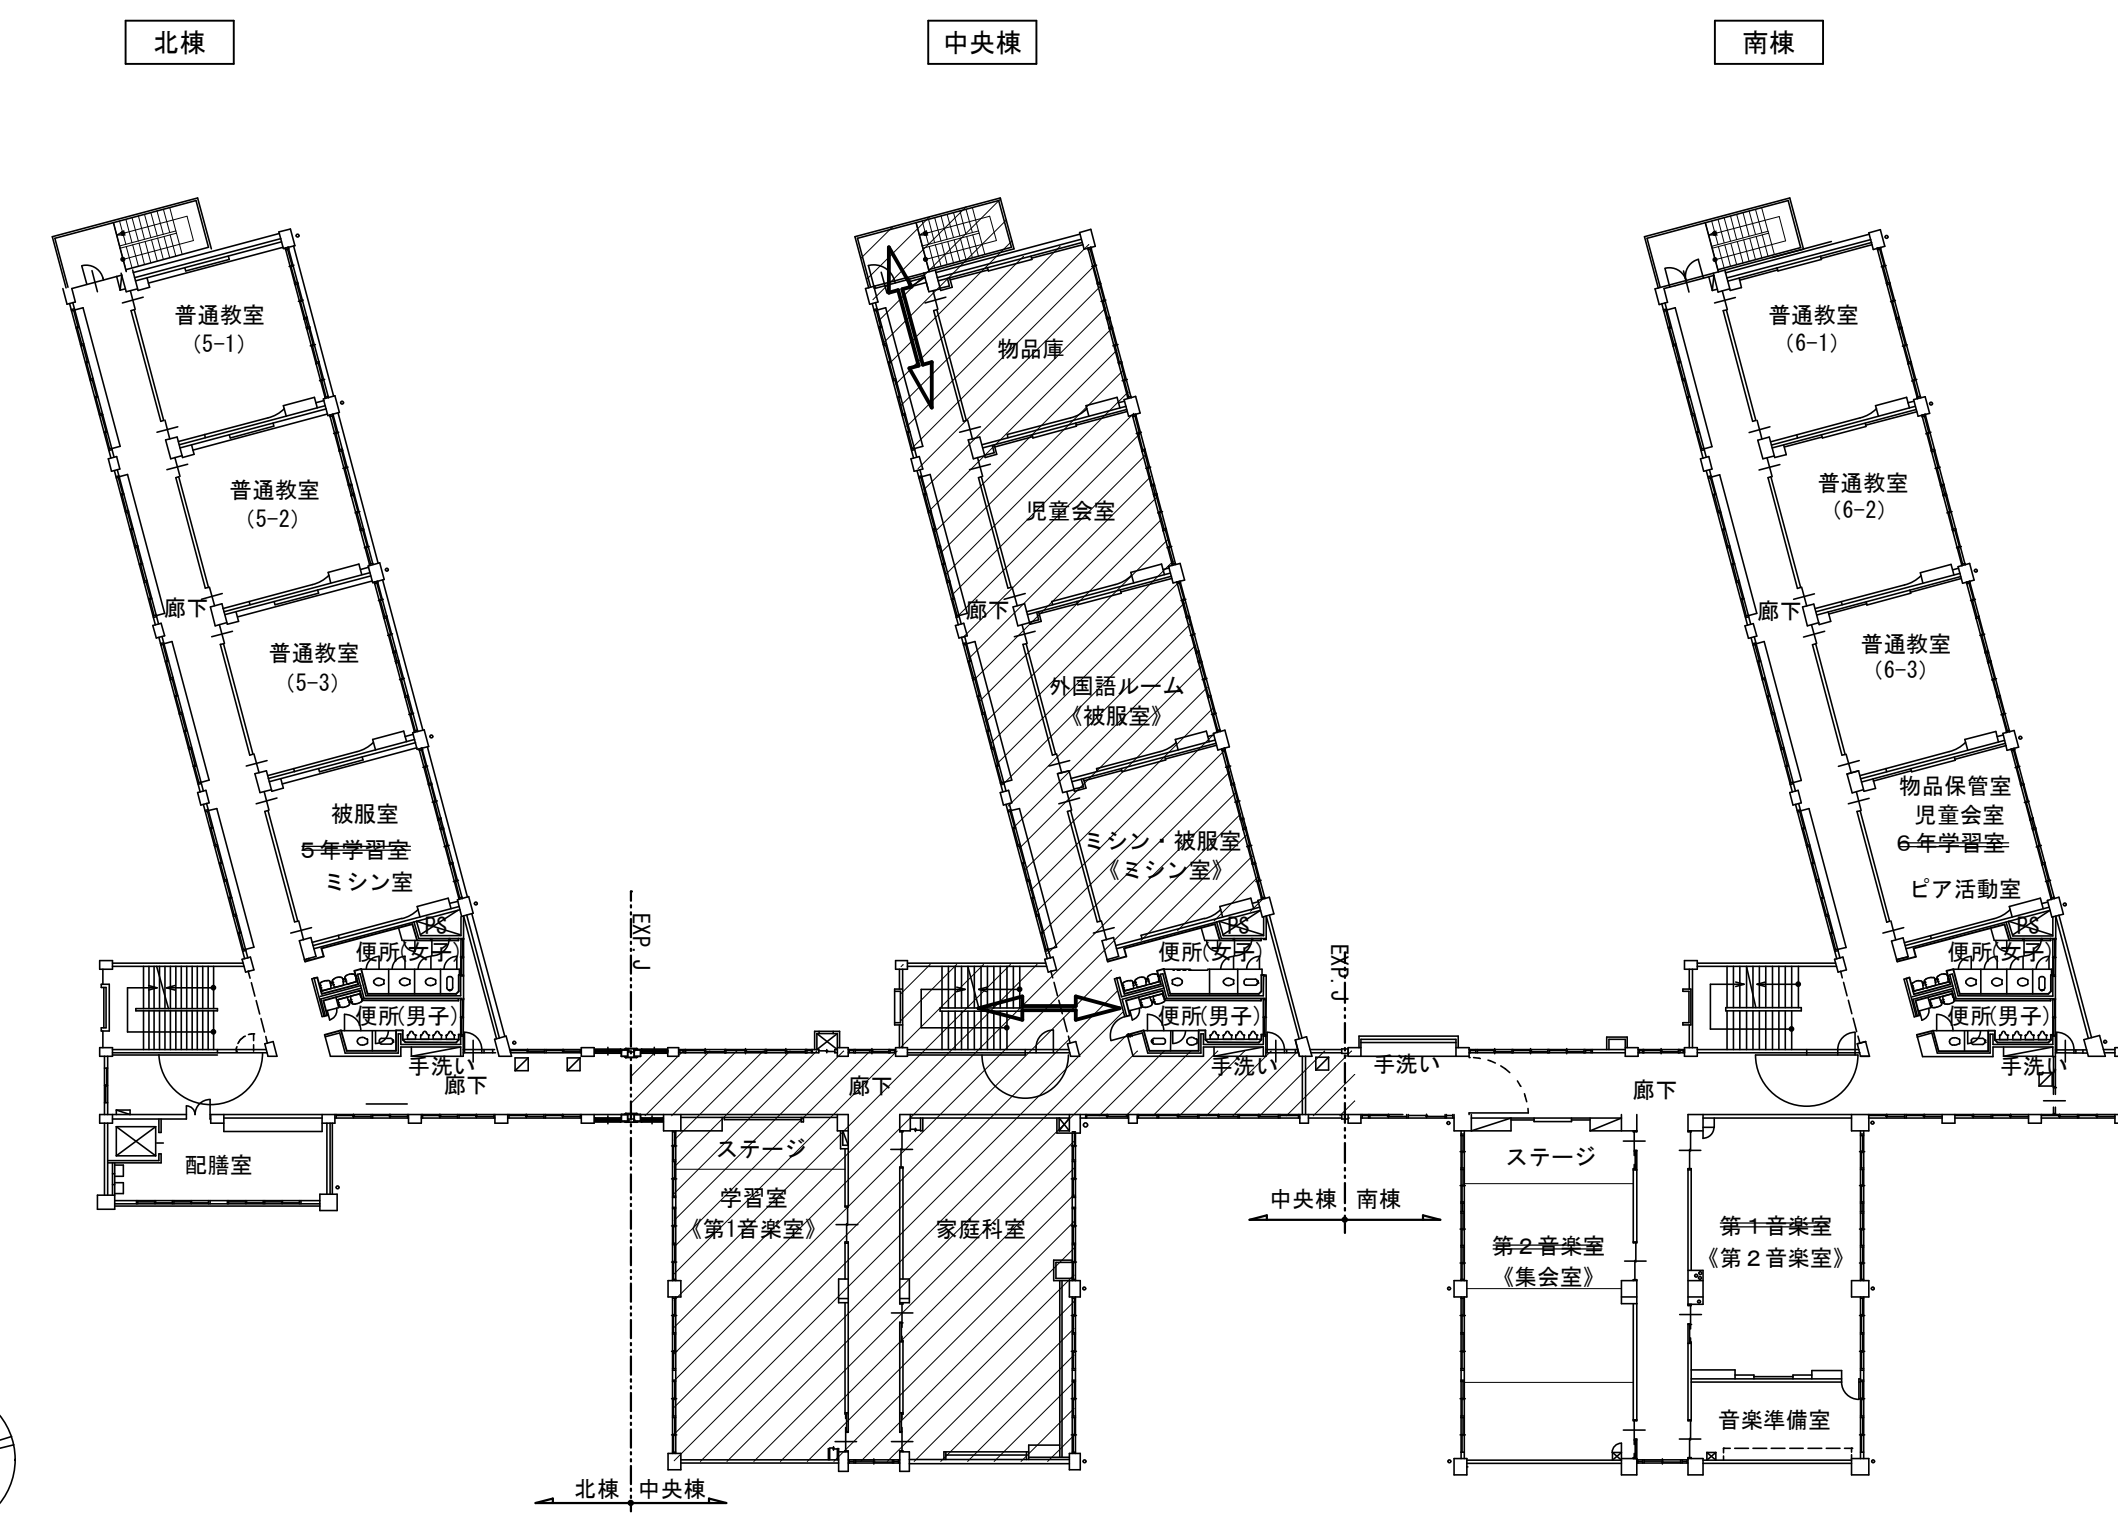 北棟
中央棟
南棟
普通教室
(5-1)
普通教室
(5-2)
廊下
普通教室
(5-3)
被服室
5年学習室
ミシン室
PS
便所(女子)
便所(男子)
手洗い
廊下
配膳室
EXP.J
北棟
中央棟
物品庫
児童会室
廊下
外国語ルーム
《被服室》
ミシン・被服室
《ミシン室》
PS
便所(女子)
便所(男子)
手洗い
廊下
ステージ
学習室
《第1音楽室》
家庭科室
EXP.J
手洗い
中央棟
南棟
普通教室
(6-1)
普通教室
(6-2)
廊下
普通教室
(6-3)
物品保管室
児童会室
6年学習室
ピア活動室
PS
便所(女子)
便所(男子)
手洗い
廊下
ステージ
第2音楽室
《集会室》
第1音楽室
《第2音楽室》
音楽準備室